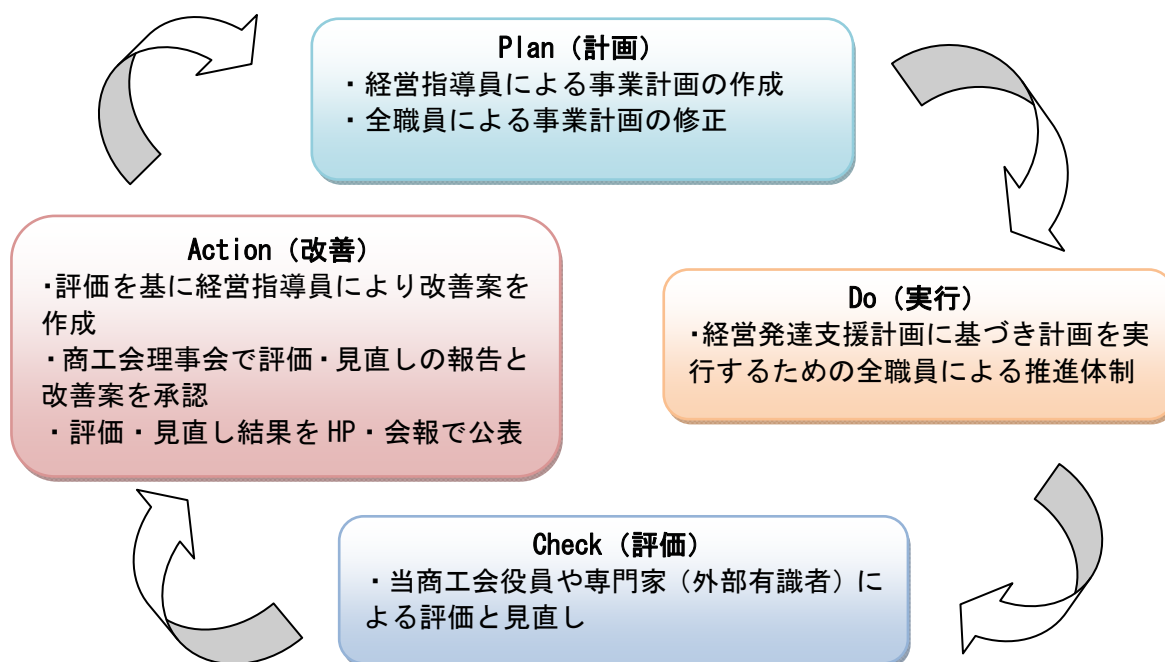 Plan（計画）
・経営指導員による事業計画の作成
・全職員による事業計画の修正
Do（実行）
・経営発達支援計画に基づき計画を実
行するための全職員による推進体制
Check（評価）
・当商工会役員や専門家（外部有識者）に
よる評価と見直し
Action（改善）
・評価を基に経営指導員により改善案を
作成
・商工会理事会で評価・見直しの報告と
改善案を承認
・評価・見直し結果を HP・会報で公表